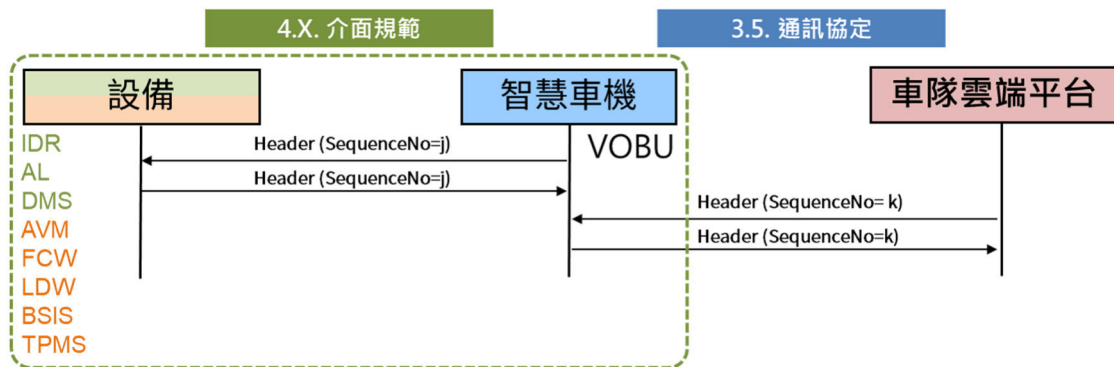 4.X. 介面規範
3.5. 通訊協定
設備
智慧車機
車隊雲端平台
IDR
AL
DMS
AVM
FCW
LDW
BSIS
TPMS
Header (SequenceNo=j)
Header (SequenceNo=j)
VOBU
Header (SequenceNo= k)
Header (SequenceNo=k)